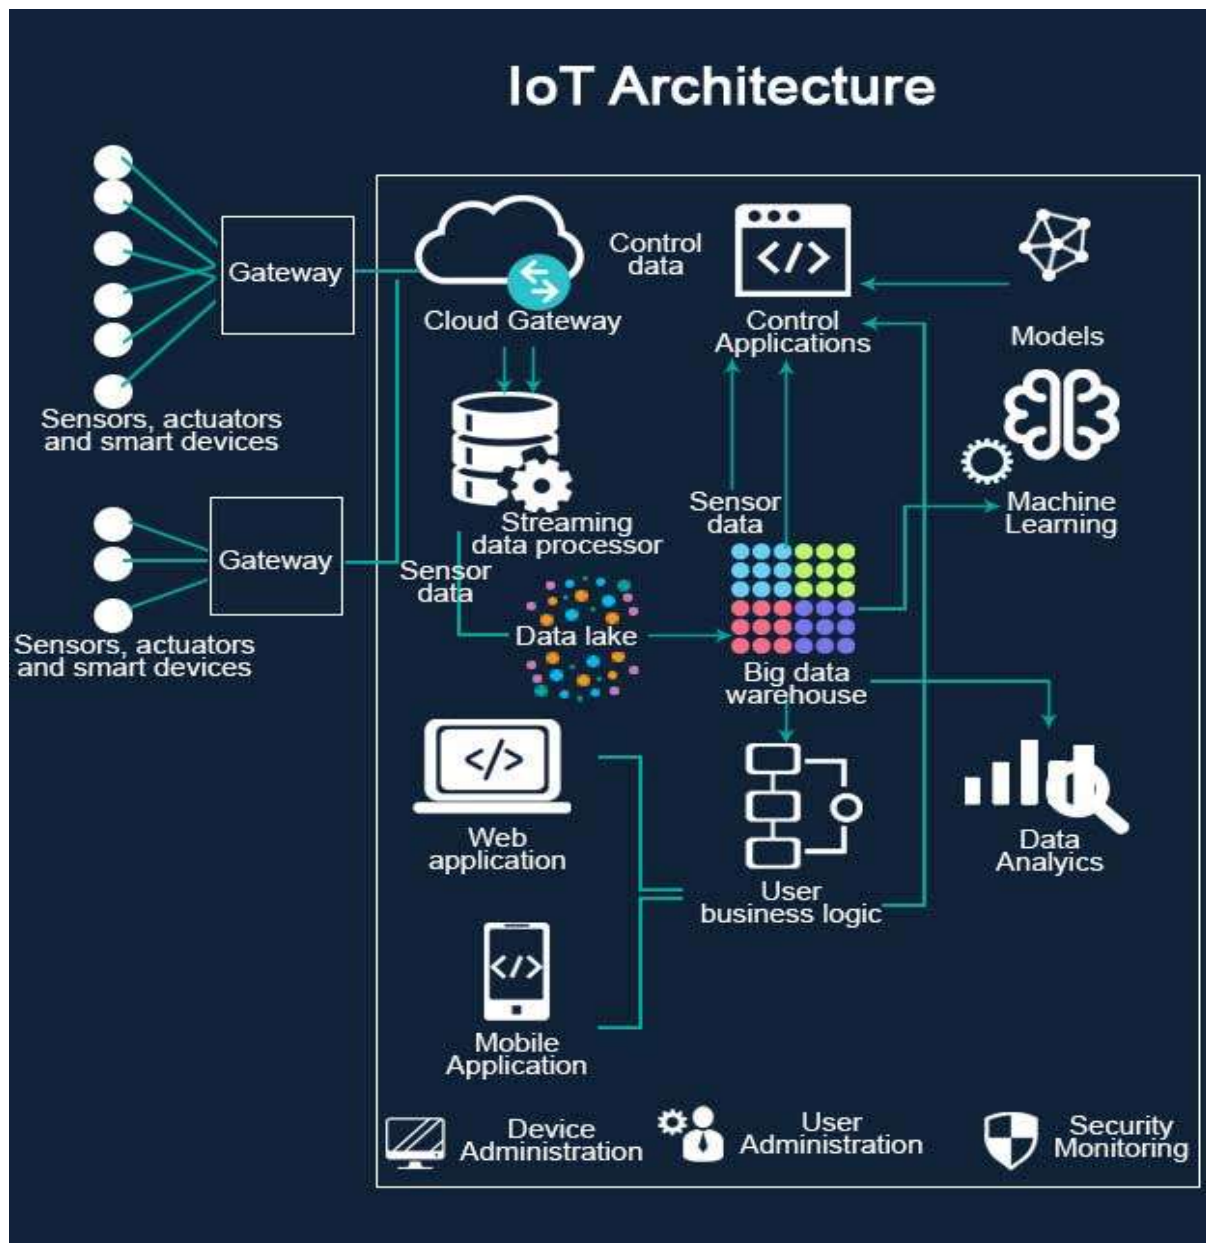 IoT Architecture
Gateway
Sensors, actuators
and smart devices
Gateway
Sensors, actuators
and smart devices
Cloud Gateway
Control
data
</>
Control
Applications
Models
Streaming
data processor
Sensor
data
Sensor
data
Machine
Learning
Data lake
Big data
warehouse
</>
Web
application
User
business logic
Data
Analyics
</>
Mobile
Application
Device
Administration
User
Administration
Security
Monitoring